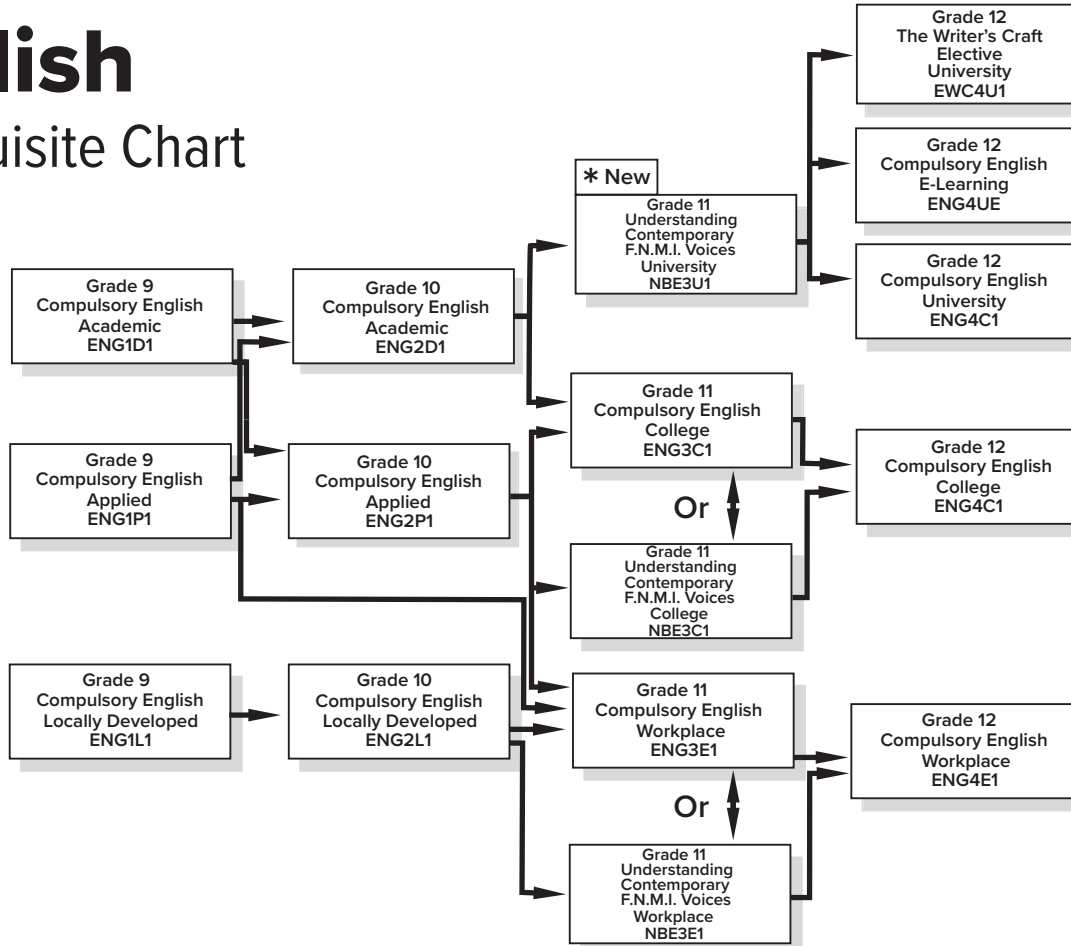 lish
uisite Chart
Grade 9
Compulsory English
Academic
ENG1D1
Grade 9
Compulsory English
Applied
ENG1P1
Grade 9
Compulsory English
Locally Developed
ENG1L1
Grade 10
Compulsory English
Academic
ENG2D1
Grade 10
Compulsory English
Applied
ENG2P1
Grade 10
Compulsory English
Locally Developed
ENG2L1
* New
Grade 11
Understanding
Contemporary
F.N.M.I. Voices
University
NBE3U1
Grade 11
Compulsory English
College
ENG3C1
Or
Grade 11
Understanding
Contemporary
F.N.M.I. Voices
College
NBE3C1
Grade 11
Compulsory English
Workplace
ENG3E1
Or
Grade 11
Understanding
Contemporary
F.N.M.I. Voices
Workplace
NBE3E1
Grade 12
The Writer’s Craft
Elective
University
EWC4U1
Grade 12
Compulsory English
E-Learning
ENG4UE
Grade 12
Compulsory English
University
ENG4C1
Grade 12
Compulsory English
College
ENG4C1
Grade 12
Compulsory English
Workplace
ENG4E1